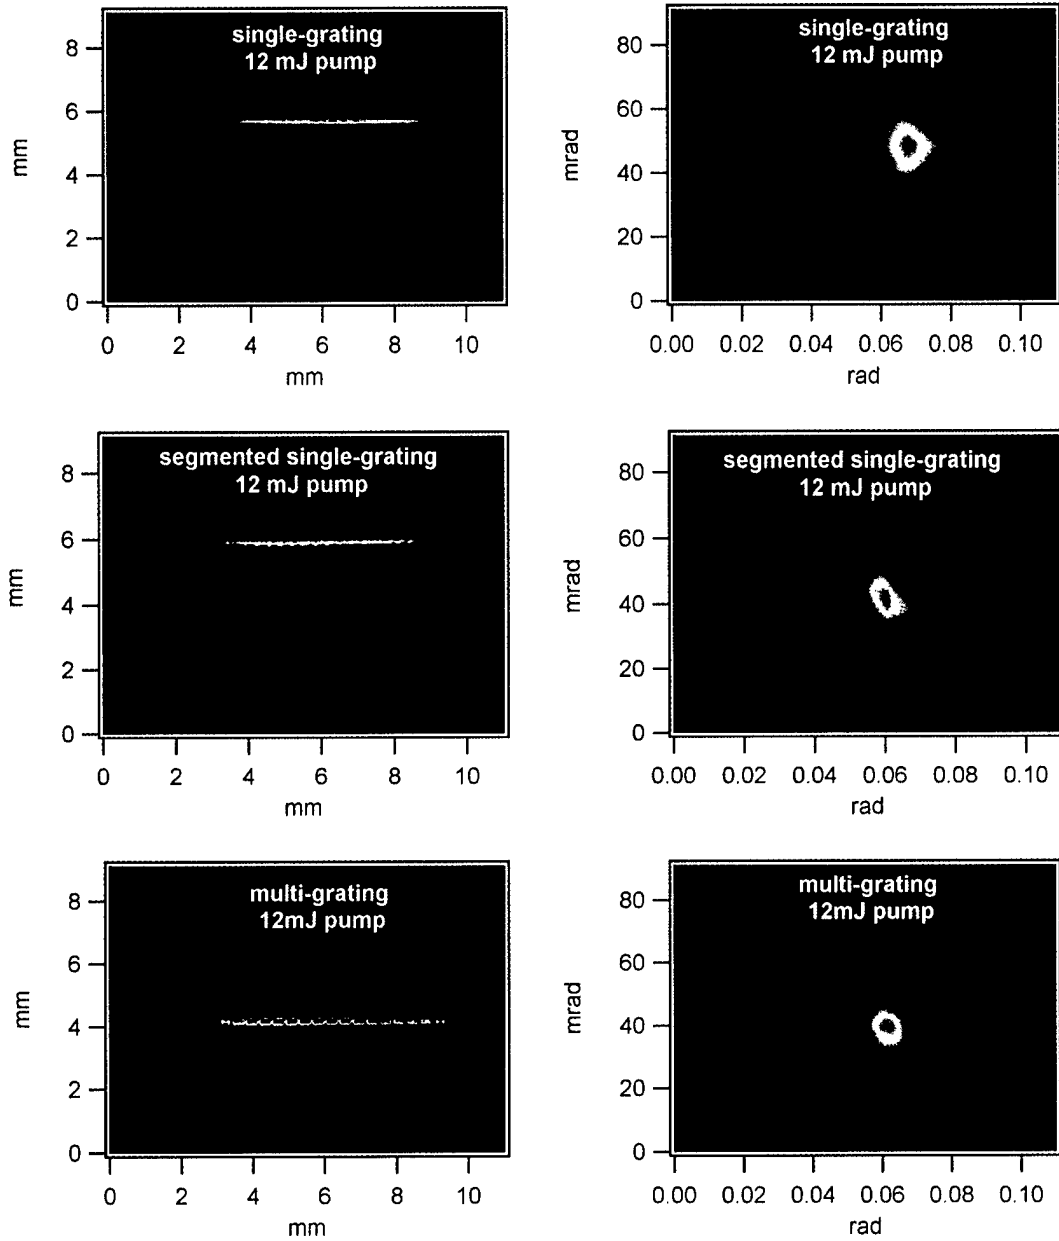 single-grating
12 mJ pump
8
6
4
2
0
mm
0 2 4 6 8 10
mm
single-grating
12 mJ pump
80
60
40
20
0
mrad
0.00 0.02 0.04 0.06 0.08 0.10
rad
segmented single-grating
12 mJ pump
8
6
4
2
0
mm
0 2 4 6 8 10
mm
segmented single-grating
12 mJ pump
80
60
40
20
0
mrad
0.00 0.02 0.04 0.06 0.08 0.10
rad
multi-grating
12mJ pump
8
6
4
2
0
mm
0 2 4 6 8 10
mm
multi-grating
12mJ pump
80
60
40
20
0
mrad
0.00 0.02 0.04 0.06 0.08 0.10
rad